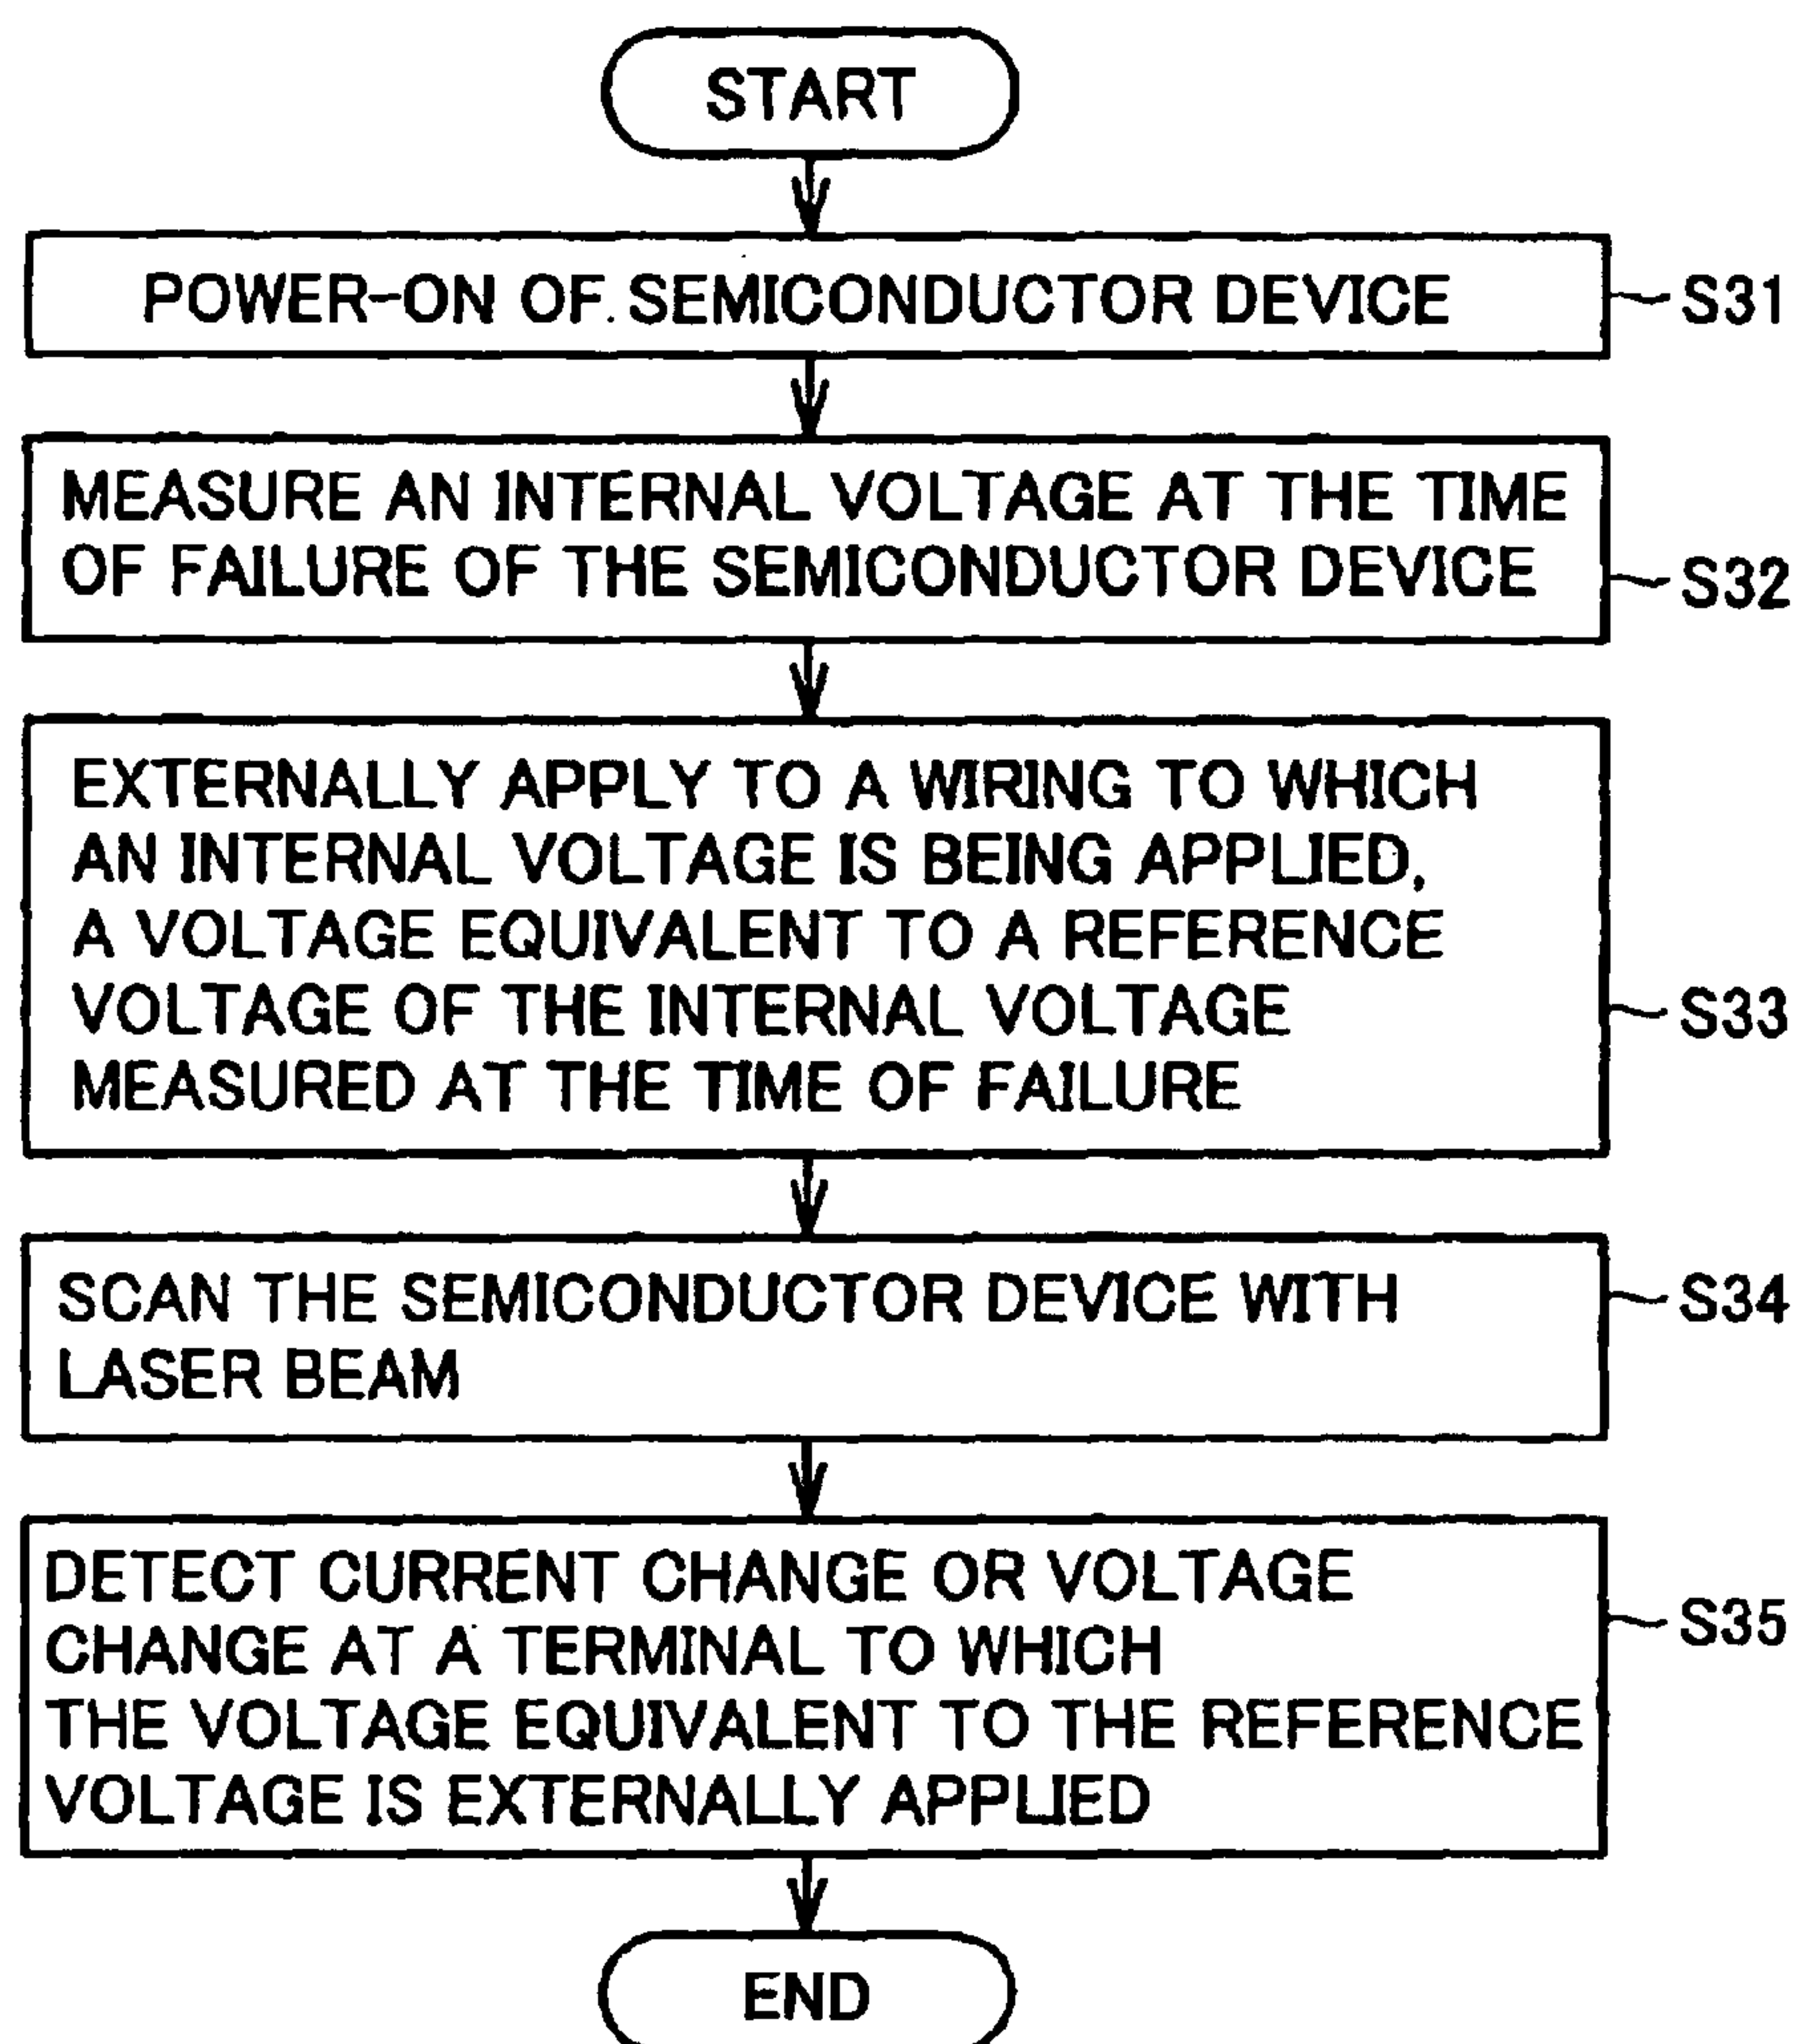 START
POWER-ON OF SEMICONDUCTOR DEVICE
S31
MEASURE AN INTERNAL VOLTAGE AT THE TIME
OF FAILURE OF THE SEMICONDUCTOR DEVICE
S32
EXTERNALLY APPLY TO A WIRING TO WHICH
AN INTERNAL VOLTAGE IS BEING APPLIED,
A VOLTAGE EQUIVALENT TO A REFERENCE
VOLTAGE OF THE INTERNAL VOLTAGE
MEASURED AT THE TIME OF FAILURE
S33
SCAN THE SEMICONDUCTOR DEVICE WITH
LASER BEAM
S34
DETECT CURRENT CHANGE OR VOLTAGE
CHANGE AT A TERMINAL TO WHICH
THE VOLTAGE EQUIVALENT TO THE REFERENCE
VOLTAGE IS EXTERNALLY APPLIED
S35
END